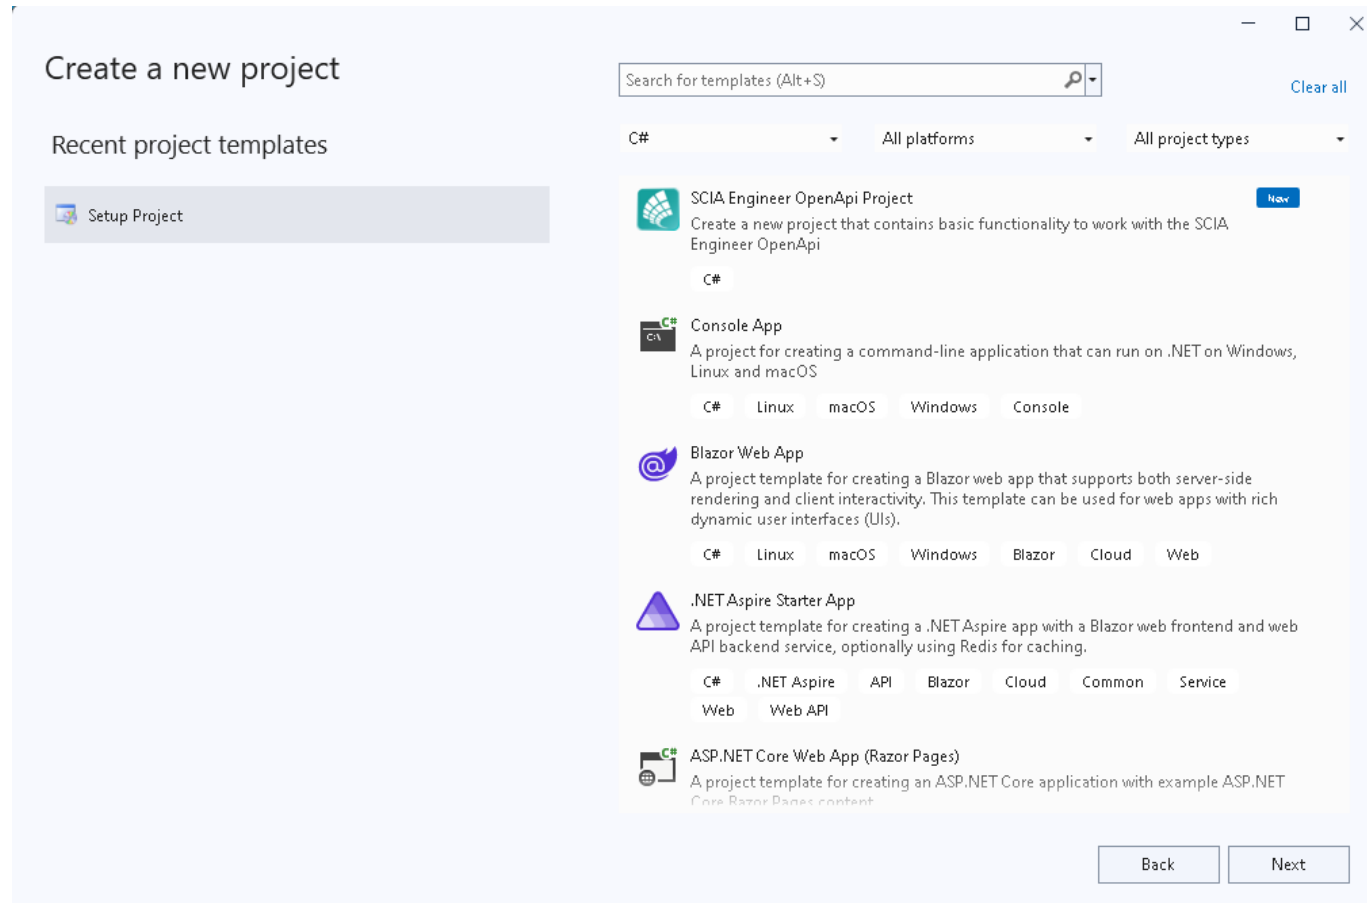 Create a new project
Search for templates (Alt+S)
Clear all
Recent project templates
Setup Project
C#
All platforms
All project types
SCIA Engineer OpenApi Project
New
Create a new project that contains basic functionality to work with the SCIA
Engineer OpenApi
C#
C#
C:\
Console App
A project for creating a command-line application that can run on .NET on Windows,
Linux and macOS
C# Linux macOS Windows Console
Blazor Web App
A project template for creating a Blazor web app that supports both server-side
rendering and client interactivity. This template can be used for web apps with rich
dynamic user interfaces (UIs).
C# Linux macOS Windows Blazor Cloud Web
.NET Aspire Starter App
A project template for creating a .NET Aspire app with a Blazor web frontend and web
API backend service, optionally using Redis for caching.
C# .NET Aspire API Blazor Cloud Common Service
Web Web API
C#
ASP.NET Core Web App (Razor Pages)
A project template for creating an ASP.NET Core application with example ASP.NET
Core Razor Pages content
Back
Next